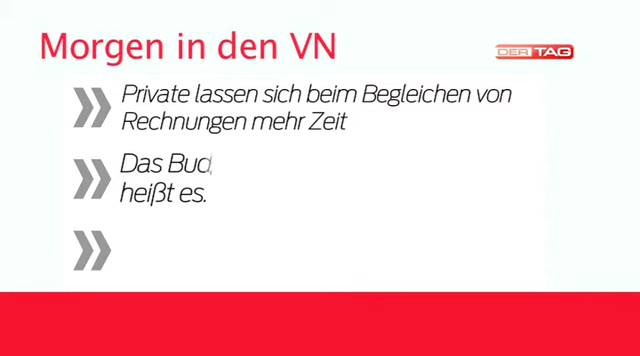 Morgen in den VN
DER TAG
Private lassen sich beim Begleichen von
Rechnungen mehr Zeit
Das Bud
heißt es.